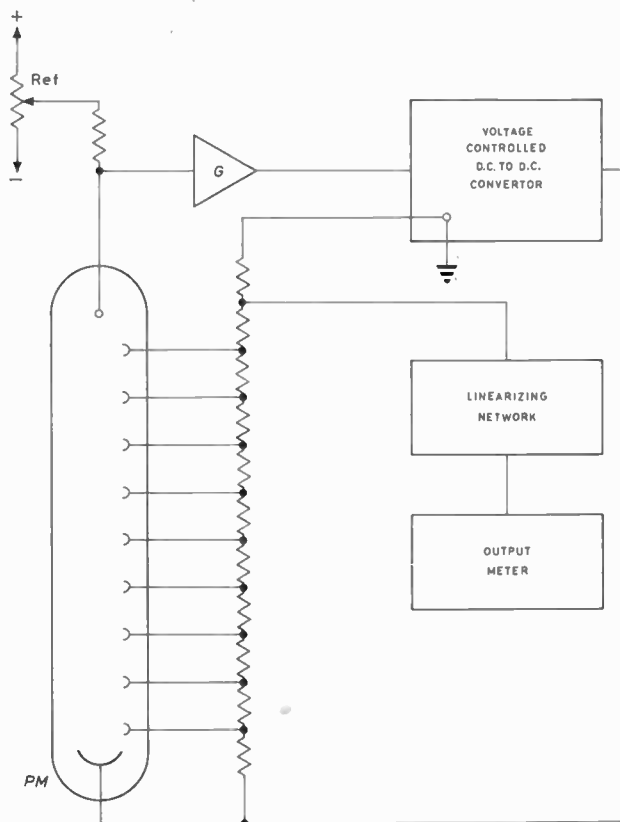 +
Ref
−
G
VOLTAGE
CONTROLLED
D.C. TO D.C.
CONVERTOR
LINEARIZING
NETWORK
OUTPUT
METER
PM